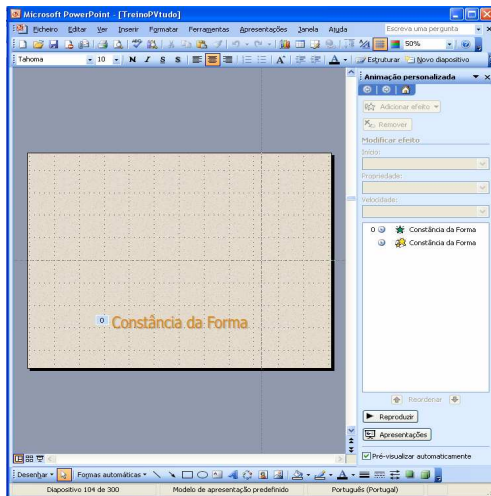 Microsoft PowerPoint - [TreinoPVtudo]
Ficheiro Editar Ver Inserir Formatar Ferramentas Apresentações Janela Ajuda Escreva uma pergunta
50%
Tahoma 10 N I S S A Estruturar Novo diapositivo
Animação personalizada
Adicionar efeito
Remover
Modificar efeito
Início:
Propriedade:
Velocidade:
0 Constância da Forma
Constância da Forma
0 Constância da Forma
Reordenar
Reproduzir
Apresentações
Pré-visualizar automaticamente
Desenhar Formas automáticas
Diapositivo 104 de 300 Modelo de apresentação predefinido Português (Portugal)